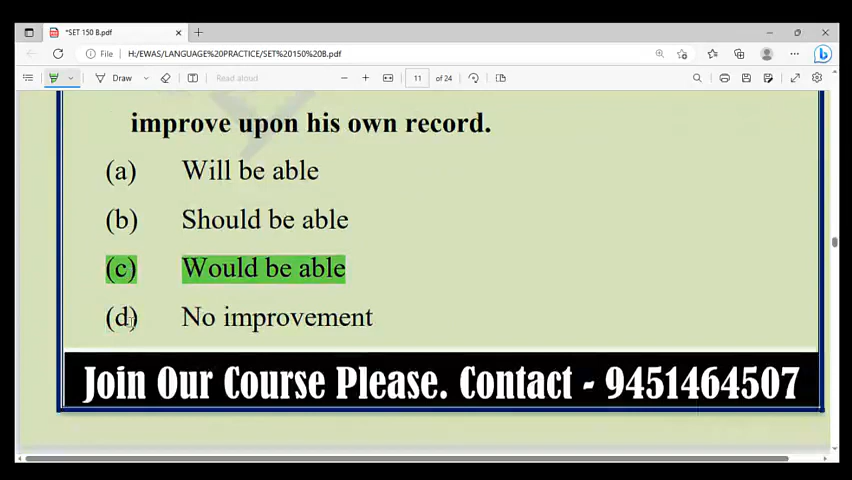 *SET 150 B.pdf
File
H:/EWAS/LANGUAGE%20PRACTICE/SET%20150%20B.pdf
Draw
Read aloud
11
of 24
improve upon his own record.
(a) Will be able
(b) Should be able
(c) Would be able
(d) No improvement
Join Our Course Please. Contact - 9451464507